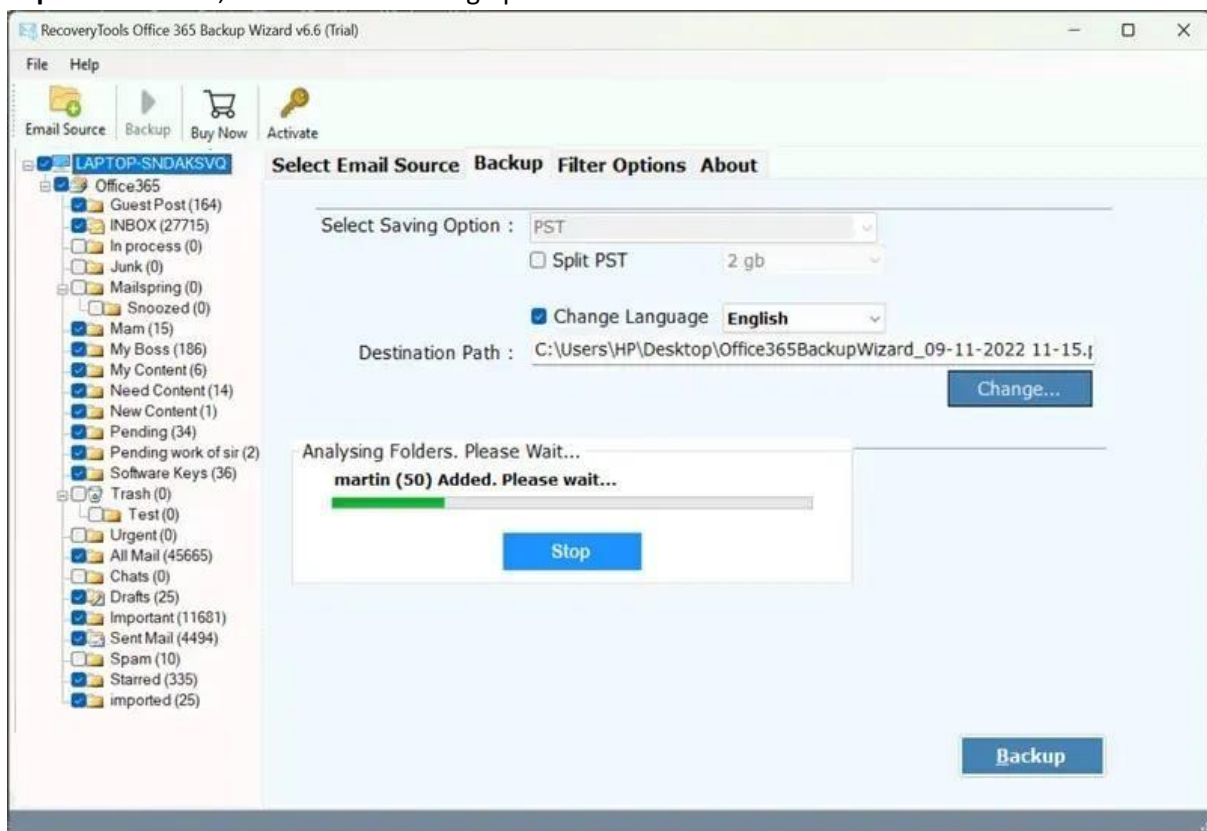 RecoveryTools Office 365 Backup Wizard v6.6 (Trial)
File Help
Email Source Backup Buy Now Activate
LAPTOP-SNDAKSVQ
Office365
Guest Post (164)
INBOX (27715)
In process (0)
Junk (0)
Mailspring (0)
Snoozed (0)
Mam (15)
My Boss (186)
My Content (6)
Need Content (14)
New Content (1)
Pending (34)
Pending work of sir (2)
Software Keys (36)
Trash (0)
Test (0)
Urgent (0)
All Mail (45665)
Chats (0)
Drafts (25)
Important (11681)
Sent Mail (4494)
Spam (10)
Starred (335)
imported (25)
Select Email Source Backup Filter Options About
Select Saving Option : PST
Split PST 2 gb
Change Language English
Destination Path : C:\Users\HP\Desktop\Office365BackupWizard_09-11-2022 11-15.p
Change...
Analysing Folders. Please Wait...
martin (50) Added. Please wait...
Stop
Backup